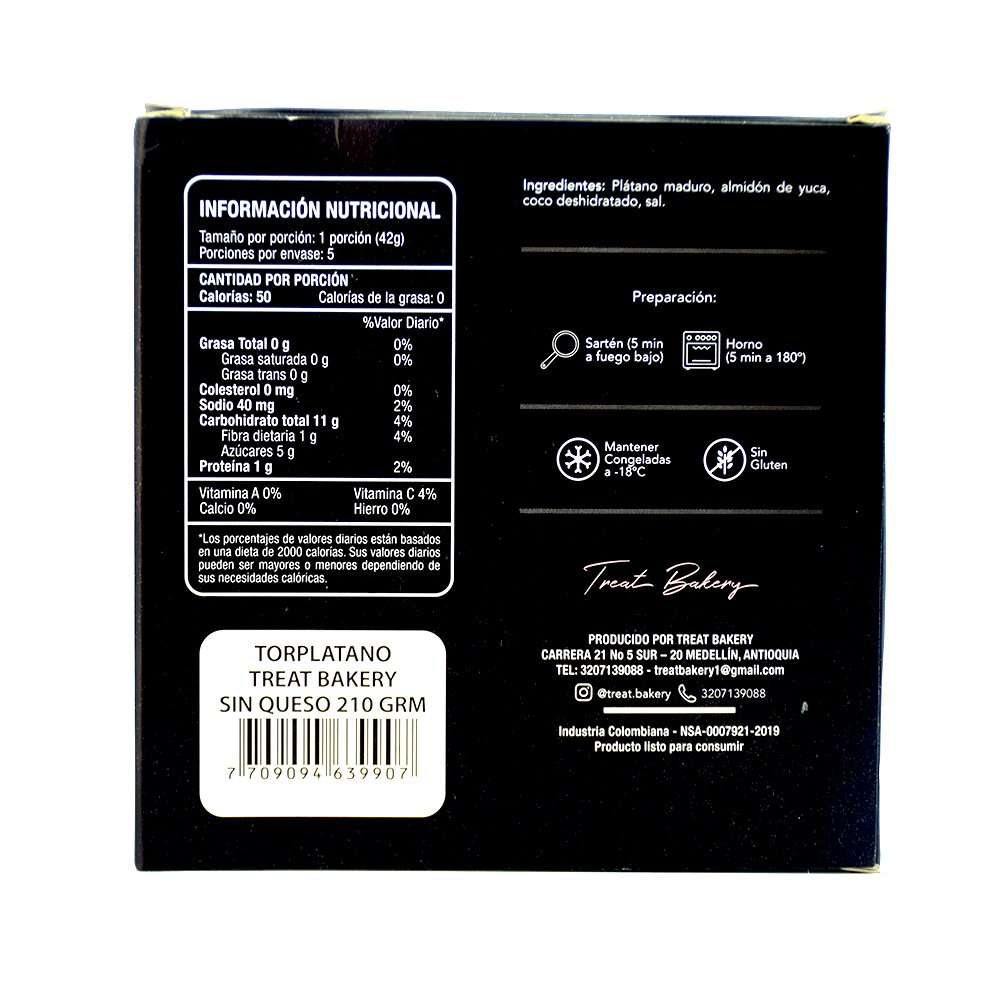 INFORMACIÓN NUTRICIONAL
Tamaño por porción: 1 porción (42g)
Porciones por envase: 5
CANTIDAD POR PORCIÓN
Calorías: 50 Calorías de la grasa: 0
%Valor Diario*
Grasa Total 0 g 0%
Grasa saturada 0 g 0%
Grasa trans 0 g
Colesterol 0 mg 0%
Sodio 40 mg 2%
Carbohidrato total 11 g 4%
Fibra dietaria 1 g 4%
Azúcares 5 g
Proteína 1 g 2%
Vitamina A 0% Vitamina C 4%
Calcio 0% Hierro 0%
*Los porcentajes de valores diarios están basados
en una dieta de 2000 calorías. Sus valores diarios
pueden ser mayores o menores dependiendo de
sus necesidades calóricas.
TORPLATANO
TREAT BAKERY
SIN QUESO 210 GRM
7 709094 639907
Ingredientes: Plátano maduro, almidón de yuca,
coco deshidratado, sal.
Preparación:
Sartén (5 min
a fuego bajo)
Horno
(5 min a 180°)
Mantener
Congeladas
a -18°C
Sin
Gluten
Treat Bakery
PRODUCIDO POR TREAT BAKERY
CARRERA 21 No 5 SUR – 20 MEDELLÍN, ANTIOQUIA
TEL: 3207139088 - treatbakery1@gmail.com
@treat.bakery 3207139088
Industria Colombiana - NSA-0007921-2019
Producto listo para consumir